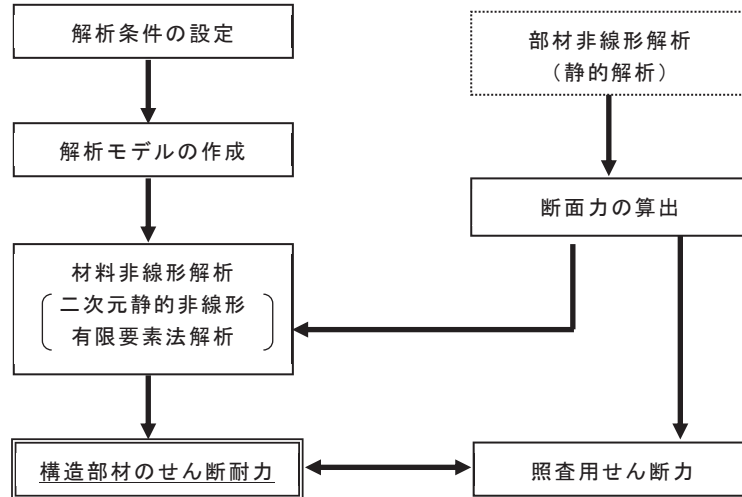 解析条件の設定
解析モデルの作成
材料非線形解析
二次元静的非線形
有限要素法解析
構造部材のせん断耐力
部材非線形解析
(静的解析)
断面力の算出
照査用せん断力